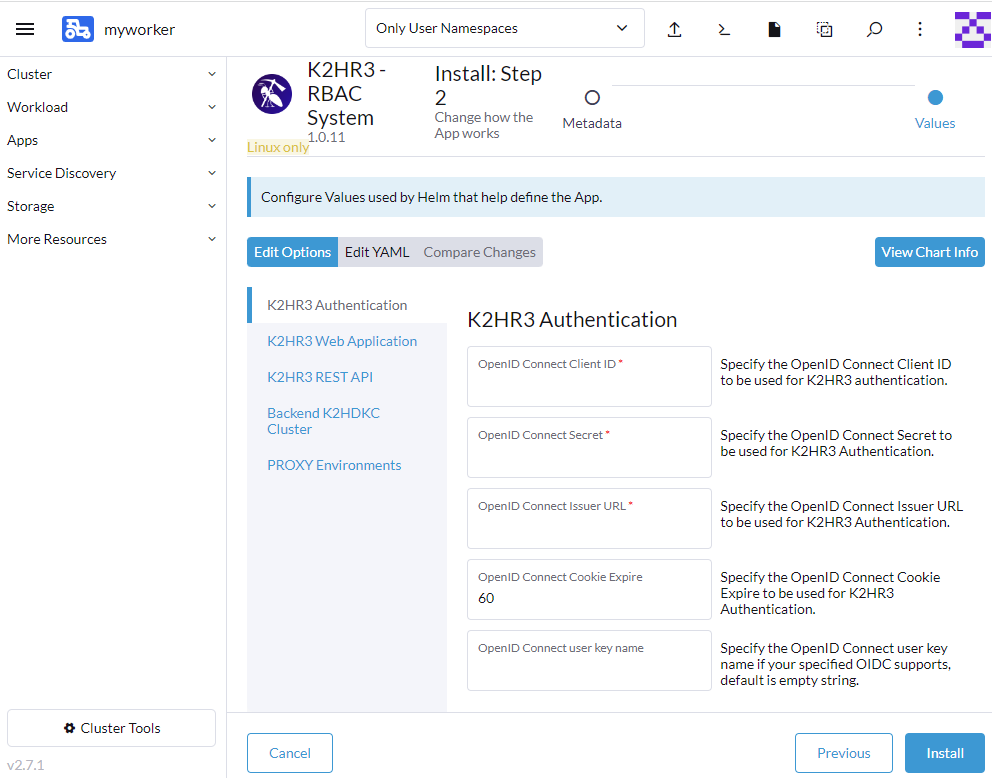 myworker
Only User Namespaces
Cluster
Workload
Apps
Service Discovery
Storage
More Resources
Cluster Tools
v2.7.1
K2HR3 -
RBAC
System
1.0.11
Linux only
Install: Step
2
Change how the
App works
Metadata
Values
Configure Values used by Helm that help define the App.
Edit Options
Edit YAML
Compare Changes
View Chart Info
K2HR3 Authentication
K2HR3 Web Application
K2HR3 REST API
Backend K2HDKC
Cluster
PROXY Environments
K2HR3 Authentication
OpenID Connect Client ID *
Specify the OpenID Connect Client ID
to be used for K2HR3 authentication.
OpenID Connect Secret *
Specify the OpenID Connect Secret to
be used for K2HR3 Authentication.
OpenID Connect Issuer URL *
Specify the OpenID Connect Issuer URL
to be used for K2HR3 Authentication.
OpenID Connect Cookie Expire
60
Specify the OpenID Connect Cookie
Expire to be used for K2HR3
Authentication.
OpenID Connect user key name
Specify the OpenID Connect user key
name if your specified OIDC supports,
default is empty string.
Cancel
Previous
Install